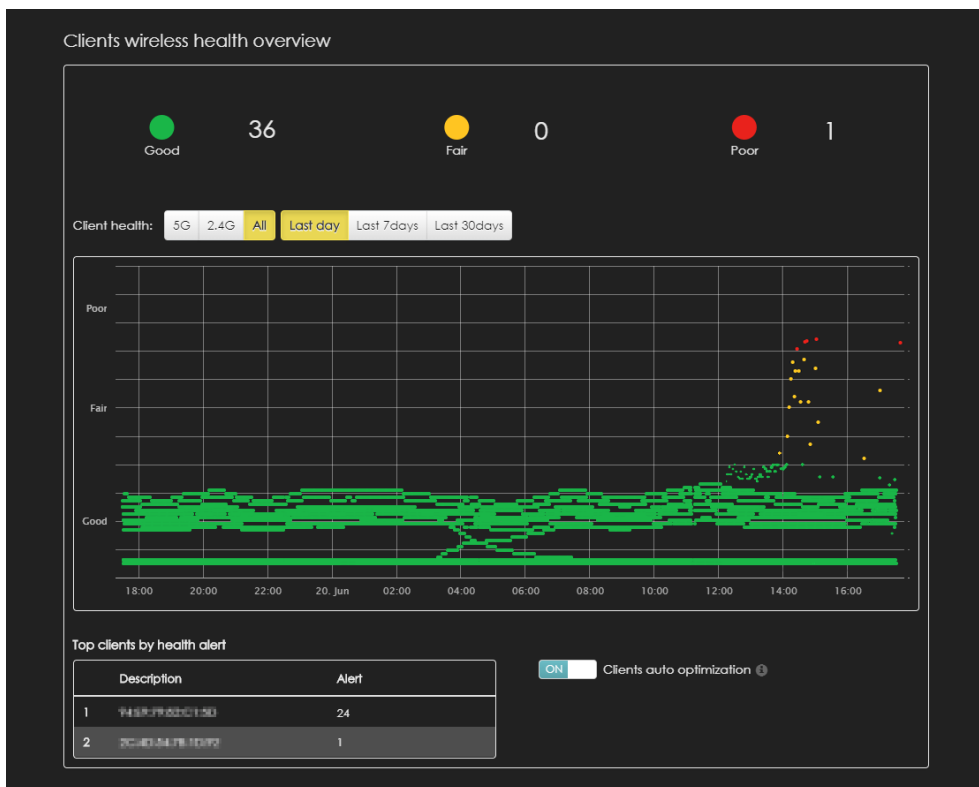 Clients wireless health overview
Good 36 Fair 0 Poor 1
Client health: 5G 2.4G All Last day Last 7days Last 30days
Poor
Fair
Good
18:00 20:00 22:00 20. Jun 02:00 04:00 06:00 08:00 10:00 12:00 14:00 16:00
Top clients by health alert
ON Clients auto optimization
Description Alert
1 24
2 1